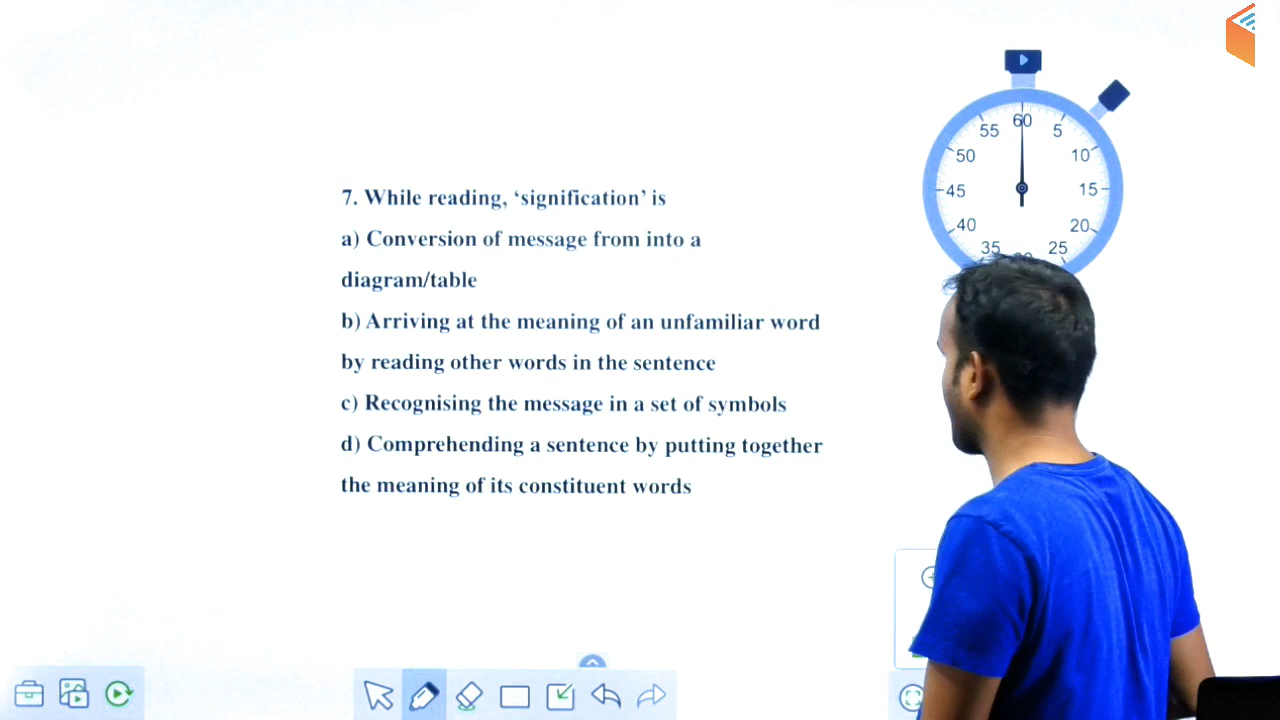 7. While reading, ‘signification’ is
a) Conversion of message from into a
diagram/table
b) Arriving at the meaning of an unfamiliar word
by reading other words in the sentence
c) Recognising the message in a set of symbols
d) Comprehending a sentence by putting together
the meaning of its constituent words
60
55
5
50
10
45
15
40
20
35
25